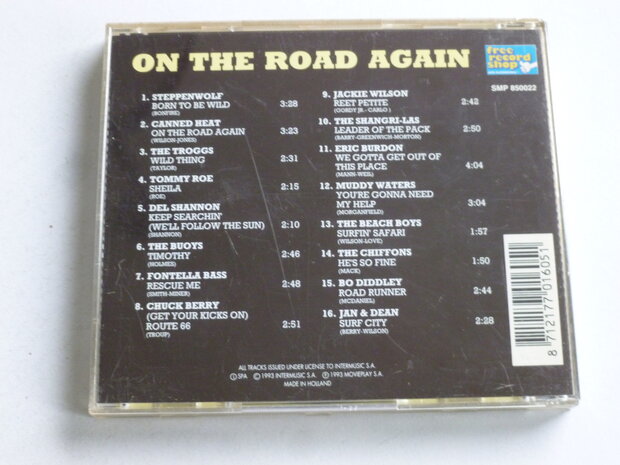 ON THE ROAD AGAIN
free
record
shop
SMP 850022
1. STEPPENWOLF
BORN TO BE WILD 3:28
(BONFIRE)
2. CANNED HEAT
ON THE ROAD AGAIN 3:23
(WILSON-JONES)
3. THE TROGGS
WILD THING 2:31
(TAYLOR)
4. TOMMY ROE
SHEILA 2:15
(ROE)
5. DEL SHANNON
KEEP SEARCHIN'
(WE'LL FOLLOW THE SUN) 2:10
(SHANNON)
6. THE BUOYS
TIMOTHY 2:46
(HOLMES)
7. FONTELLA BASS
RESCUE ME 2:48
(SMITH-MINER)
8. CHUCK BERRY
(GET YOUR KICKS ON)
ROUTE 66 2:51
(TROUP)
9. JACKIE WILSON
REET PETITE 2:42
(GORDY JR - CARLO)
10. THE SHANGRI-LAS
LEADER OF THE PACK 2:50
(BARRY-GREENWICH-MORTON)
11. ERIC BURDON
WE GOTTA GET OUT OF
THIS PLACE 4:04
(MANN-WEIL)
12. MUDDY WATERS
YOU'RE GONNA NEED
MY HELP 3:04
(MORGANFIELD)
13. THE BEACH BOYS
SURFIN' SAFARI 1:57
(WILSON-LOVE)
14. THE CHIFFONS
HE'S SO FINE 1:50
(MACK)
15. BO DIDDLEY
ROAD RUNNER 2:44
(MCDANIEL)
16. JAN & DEAN
SURF CITY 2:28
(BERRY-WILSON)
8 712177 016051
ALL TRACKS ISSUED UNDER LICENSE TO INTERMUSIC S.A.
Ⓘ SPA © 1993 INTERMUSIC S.A. ℗ 1993 MOVIEPLAY S.A.
MADE IN HOLLAND